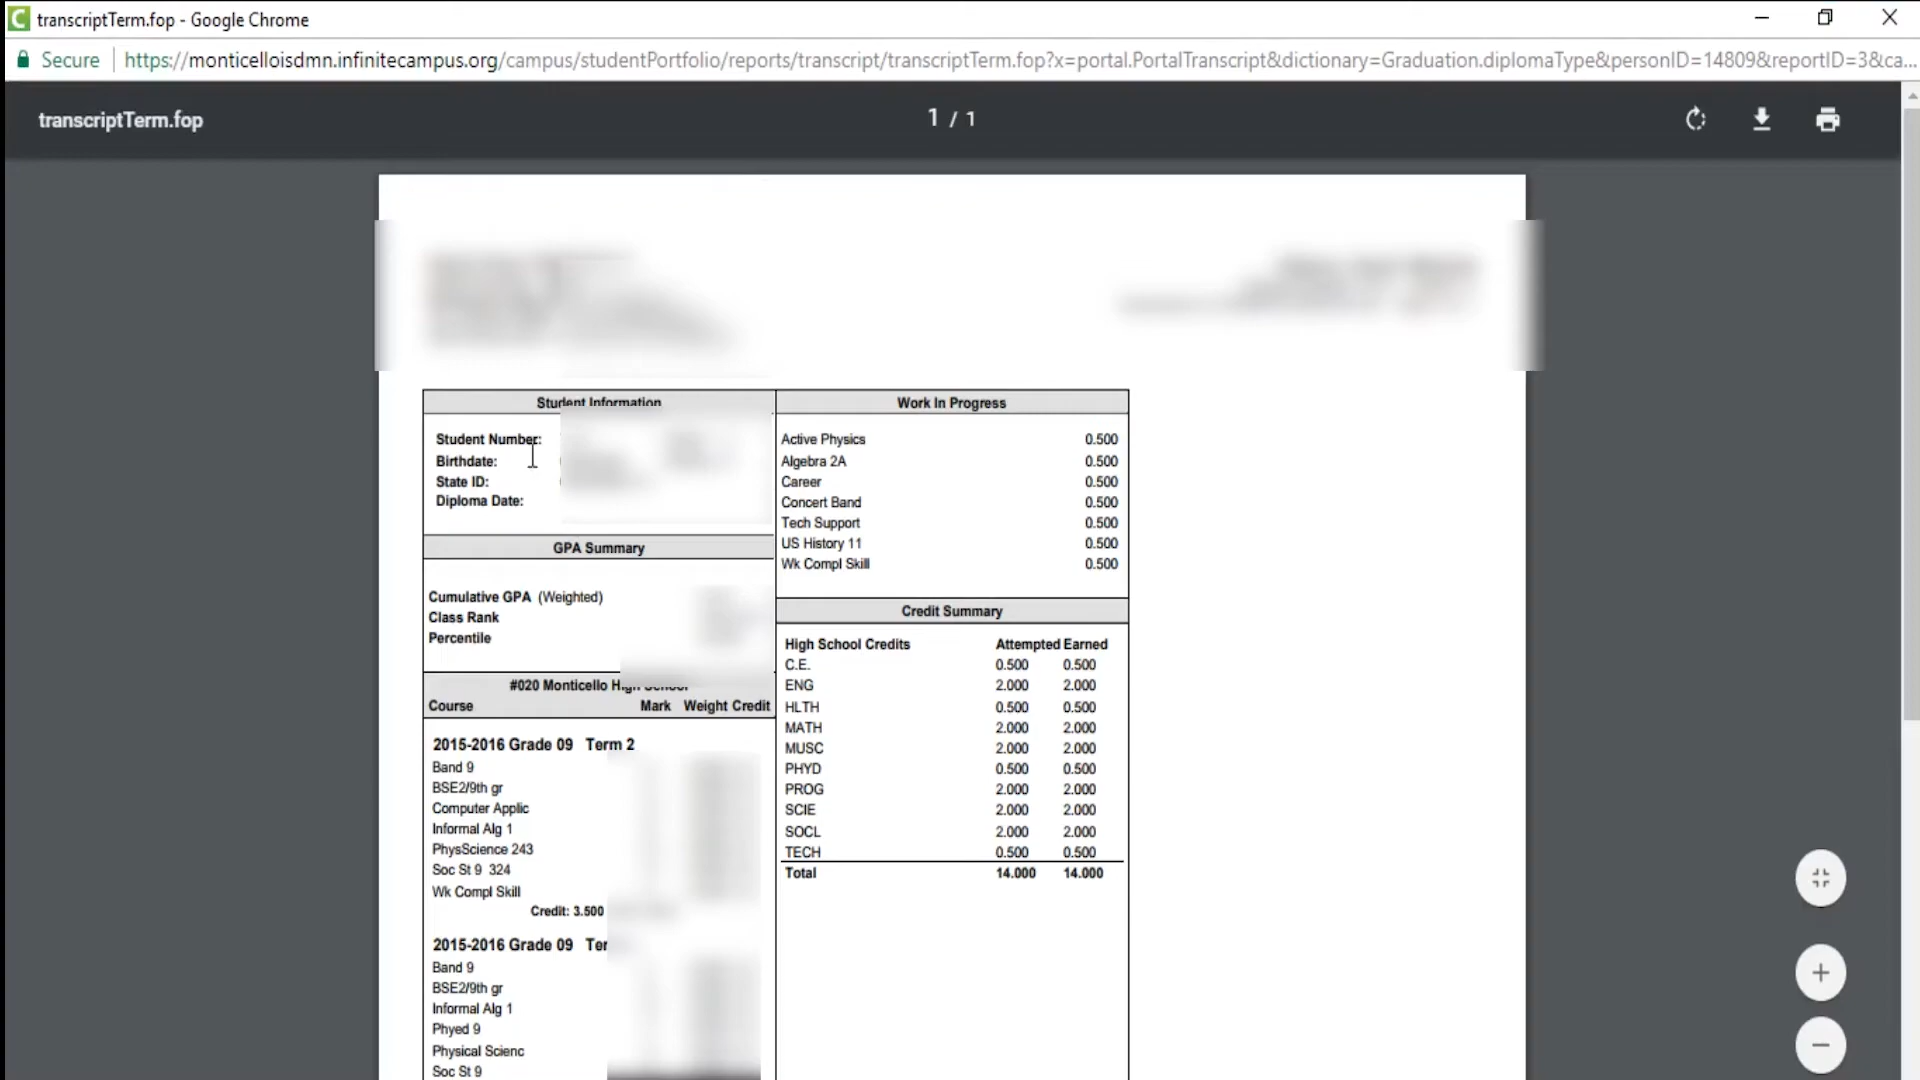 transcriptTerm.fop - Google Chrome
Secure https://monticelloisdmn.infinitecampus.org/campus/studentPortfolio/reports/transcript/transcriptTerm.fop?x=portal.PortalTranscript&dictionary=Graduation.diplomaType&personID=14809&reportID=3&ca...
transcriptTerm.fop
1 / 1
Student Information
Student Number:
Birthdate:
State ID:
Diploma Date:
GPA Summary
Cumulative GPA (Weighted)
Class Rank
Percentile
#020 Monticello High School
Course Mark Weight Credit
2015-2016 Grade 09 Term 2
Band 9
BSE2/9th gr
Computer Applic
Informal Alg 1
PhysScience 243
Soc St 9 324
Wk Compl Skill
Credit: 3.500
2015-2016 Grade 09
Band 9
BSE2/9th gr
Informal Alg 1
Phyed 9
Physical Scienc
Soc St 9
Work In Progress
Active Physics 0.500
Algebra 2A 0.500
Career 0.500
Concert Band 0.500
Tech Support 0.500
US History 11 0.500
Wk Compl Skill 0.500
Credit Summary
High School Credits Attempted Earned
C.E. 0.500 0.500
ENG 2.000 2.000
HLTH 0.500 0.500
MATH 2.000 2.000
MUSC 2.000 2.000
PHYD 0.500 0.500
PROG 2.000 2.000
SCIE 2.000 2.000
SOCL 2.000 2.000
TECH 0.500 0.500
Total 14.000 14.000